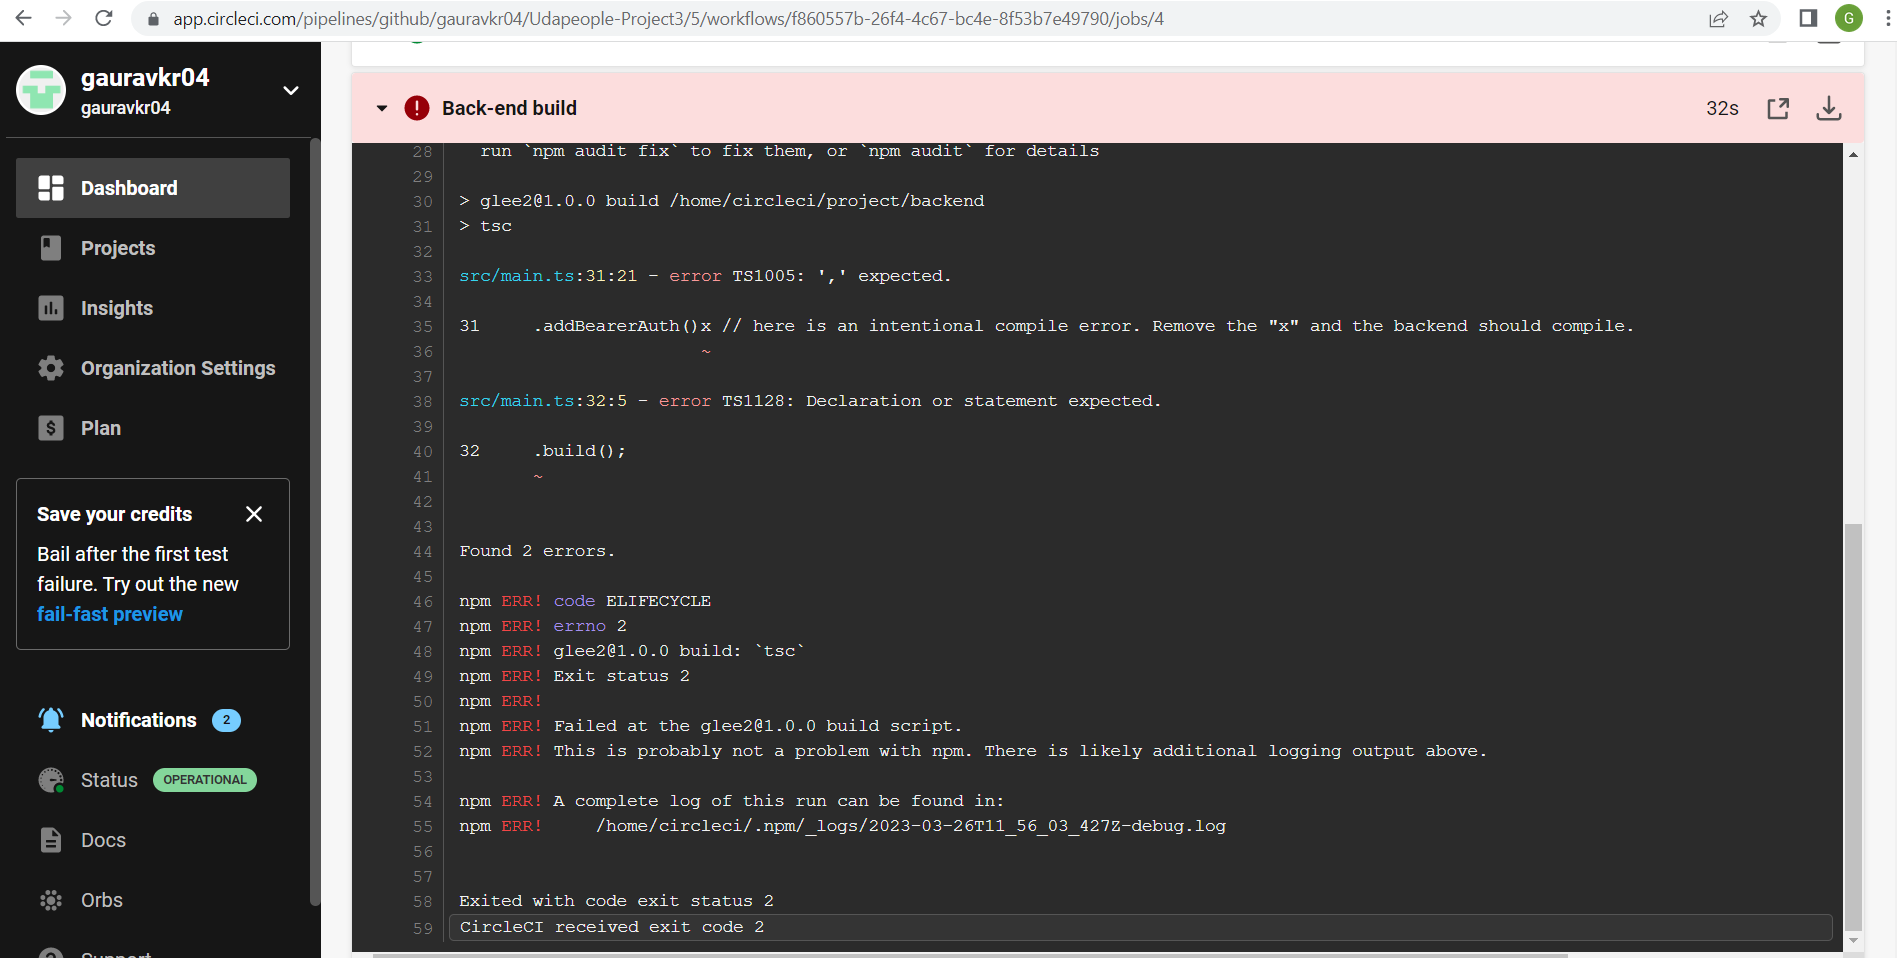 app.circleci.com/pipelines/github/gauravkr04/Udapeople-Project3/5/workflows/f860557b-26f4-4c67-bc4e-8f53b7e49790/jobs/4
G
gauravkr04
gauravkr04
Dashboard
Projects
Insights
Organization Settings
Plan
Save your credits
Bail after the first test
failure. Try out the new
fail-fast preview
Notifications 2
Status OPERATIONAL
Docs
Orbs
Support
Back-end build 32s
28 run `npm audit fix` to fix them, or `npm audit` for details
29
30 > glee2@1.0.0 build /home/circleci/project/backend
31 > tsc
32
33 src/main.ts:31:21 - error TS1005: ',' expected.
34
35 31 .addBearerAuth()x // here is an intentional compile error. Remove the "x" and the backend should compile.
36 ~
37
38 src/main.ts:32:5 - error TS1128: Declaration or statement expected.
39
40 32 .build();
41 ~
42
43
44 Found 2 errors.
45
46 npm ERR! code ELIFECYCLE
47 npm ERR! errno 2
48 npm ERR! glee2@1.0.0 build: `tsc`
49 npm ERR! Exit status 2
50 npm ERR!
51 npm ERR! Failed at the glee2@1.0.0 build script.
52 npm ERR! This is probably not a problem with npm. There is likely additional logging output above.
53
54 npm ERR! A complete log of this run can be found in:
55 npm ERR! /home/circleci/.npm/_logs/2023-03-26T11_56_03_427Z-debug.log
56
57
58 Exited with code exit status 2
59 CircleCI received exit code 2